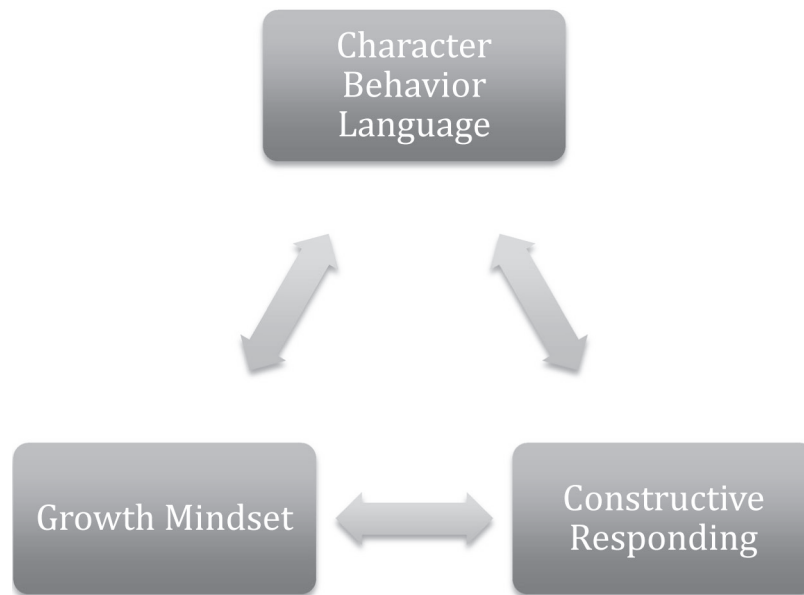 Character
Behavior
Language
Growth Mindset
Constructive
Responding